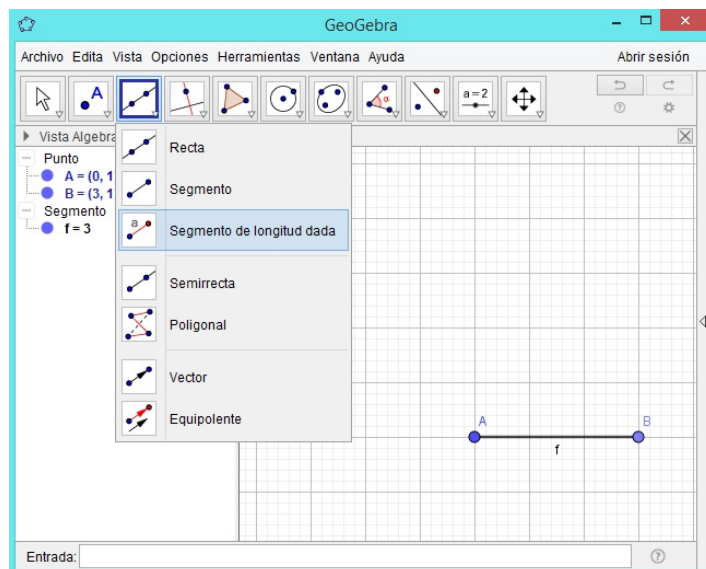 GeoGebra
Archivo Edita Vista Opciones Herramientas Ventana Ayuda Abrir sesión
A α a=2
Vista Algebra
Punto
A = (0, 1
B = (3, 1
Segmento
f = 3
Recta
Segmento
a
Segmento de longitud dada
Semirrecta
Poligonal
Vector
Equipolente
A B
f
Entrada: